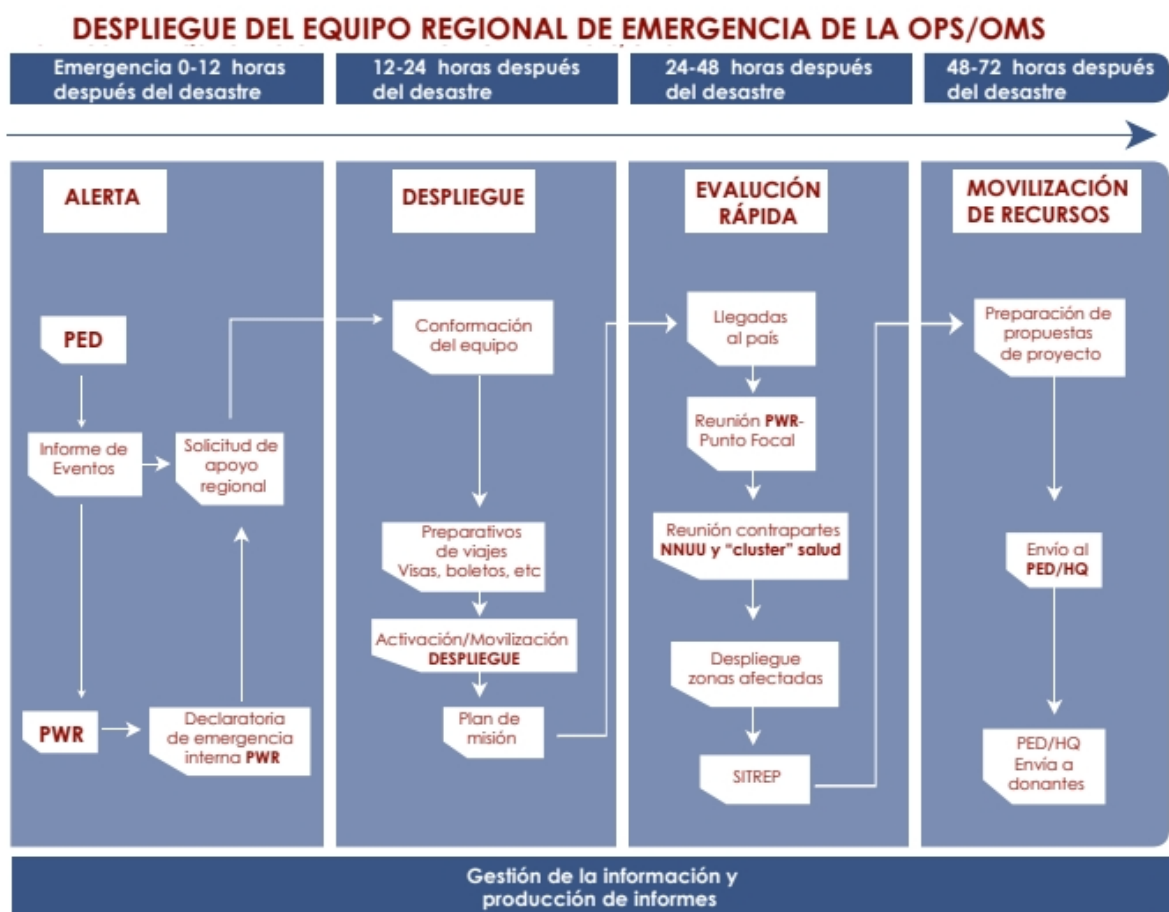 DESPLIEGUE DEL EQUIPO REGIONAL DE EMERGENCIA DE LA OPS/OMS
Emergencia 0-12 horas
después del desastre
12-24 horas después
del desastre
24-48 horas después
del desastre
48-72 horas después
del desastre
ALERTA
PED
Informe de
Eventos
Solicitud de
apoyo
regional
PWR
Declaratoria
de emergencia
interna PWR
DESPLIEGUE
Conformación
del equipo
Preparativos
de viajes
Visas, boletos, etc
Activación/Movilización
DESPLIEGUE
Plan de
misión
EVALUCIÓN
RÁPIDA
Llegadas
al país
Reunión PWR-
Punto Focal
Reunión contrapartes
NNUU y “cluster” salud
Despliegue
zonas afectadas
SITREP
MOVILIZACIÓN
DE RECURSOS
Preparación de
propuestas
de proyecto
Envío al
PED/HQ
PED/HQ
Envía a
donantes
Gestión de la información y
producción de informes